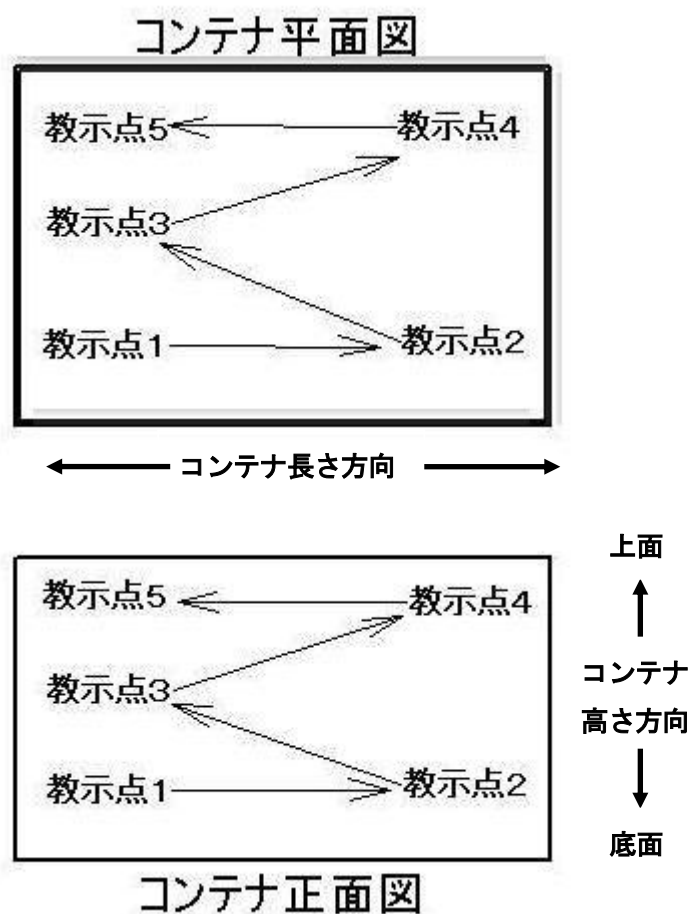 コンテナ平面図
教示点5
教示点4
教示点3
教示点1
教示点2
コンテナ長さ方向
上面
教示点5
教示点4
コンテナ
教示点3
高さ方向
教示点1
教示点2
底面
コンテナ正面図